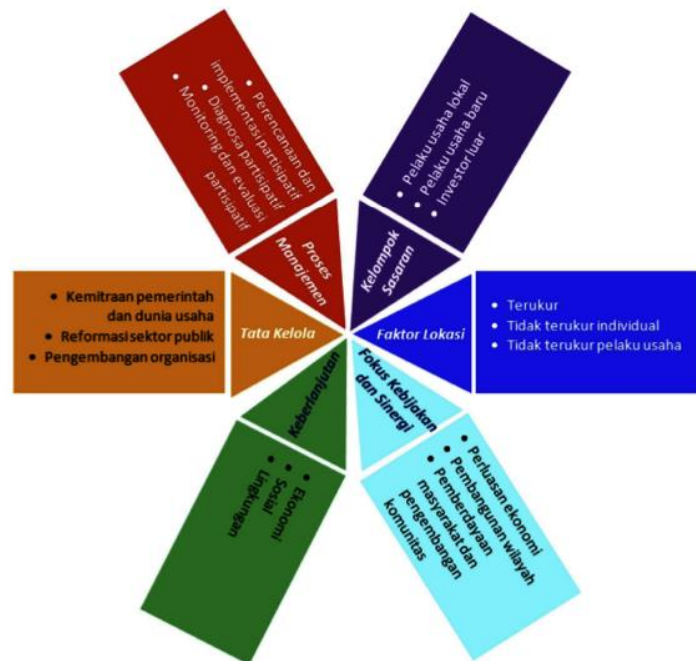 • Perencanaan dan
implementasi partisipatif
• Diagnosa partisipatif
• Monitoring dan evaluasi
partisipatif
Proses
Manajemen
• Pelaku usaha lokal
• Pelaku usaha baru
• Investor luar
Kelompok
Sasaran
Faktor Lokasi
• Terukur
• Tidak terukur individual
• Tidak terukur pelaku usaha
Fokus Kebijakan
dan Sinergi
• Perluasan ekonomi
• Pembangunan wilayah
• Pemberdayaan
masyarakat dan
pengembangan
komunitas
Keberlanjutan
• Ekonomi
• Sosial
• Lingkungan
Tata Kelola
• Kemitraan pemerintah
dan dunia usaha
• Reformasi sektor publik
• Pengembangan organisasi